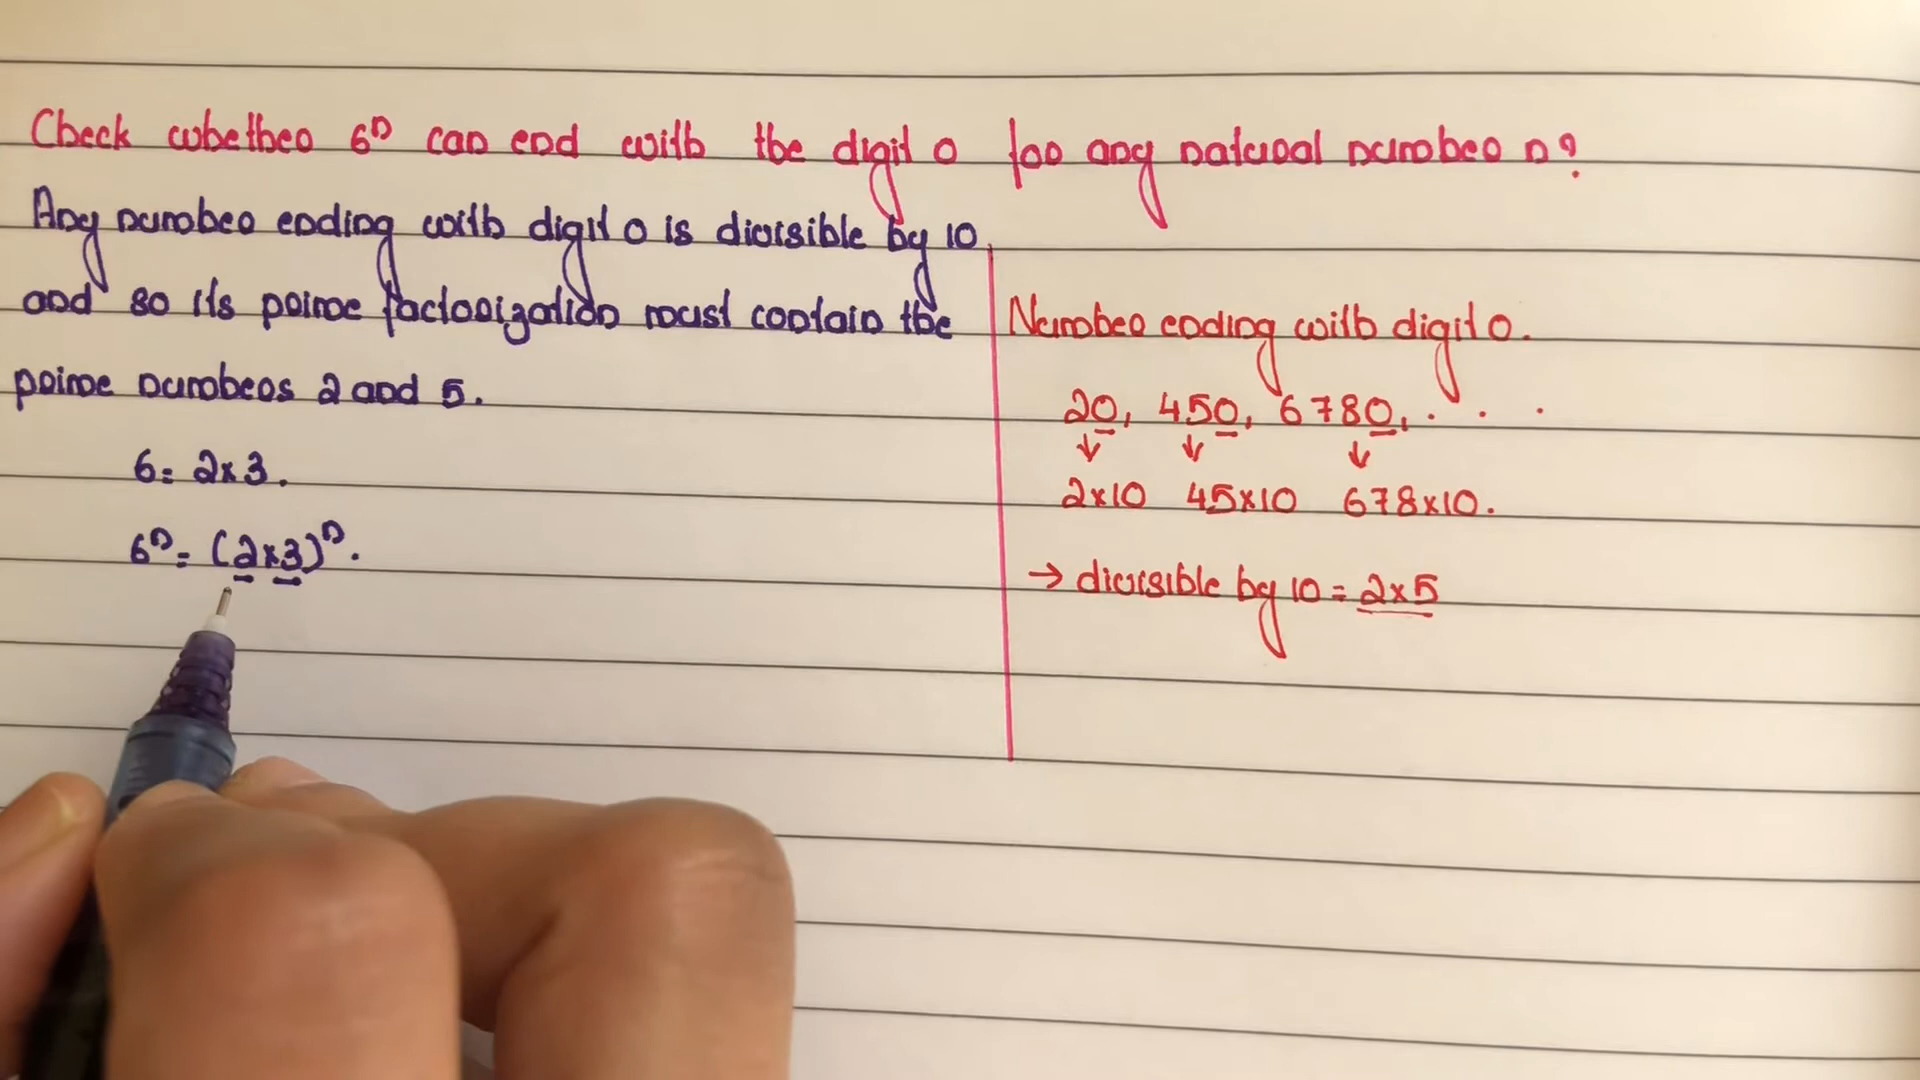 Check whether 6ⁿ can end with the digit 0 for any natural number n?
Any number ending with digit 0 is divisible by 10
and so its prime factorization must contain the
prime numbers 2 and 5.
6 = 2×3.
6ⁿ = (2×3)ⁿ.
Number ending with digit 0.
20, 450, 6780, . . .
↓ ↓ ↓
2×10 45×10 678×10.
→ divisible by 10 = 2×5